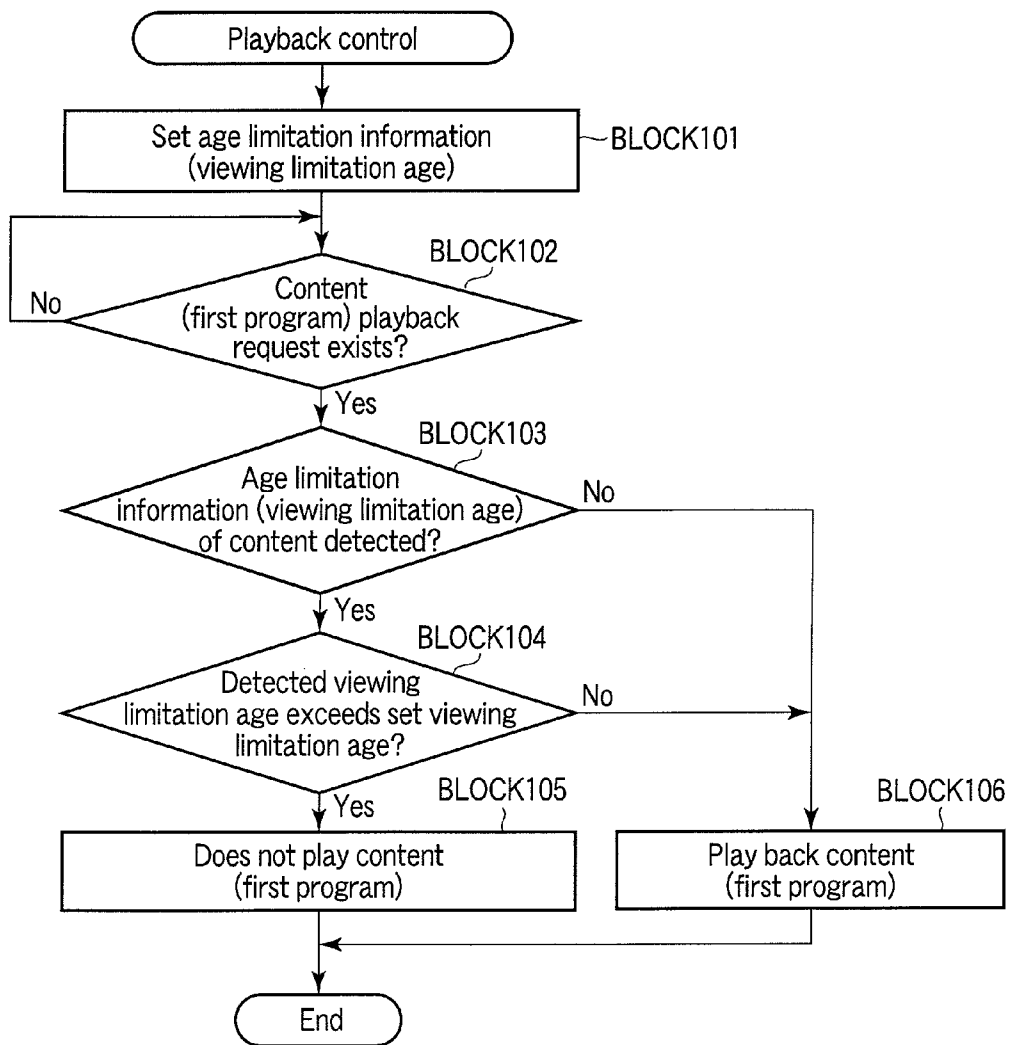 Playback control
Set age limitation information
(viewing limitation age)
BLOCK101
BLOCK102
Content
(first program) playback
request exists?
No
Yes
BLOCK103
Age limitation
information (viewing limitation age)
of content detected?
No
Yes
BLOCK104
Detected viewing
limitation age exceeds set viewing
limitation age?
No
Yes
BLOCK105
Does not play content
(first program)
BLOCK106
Play back content
(first program)
End